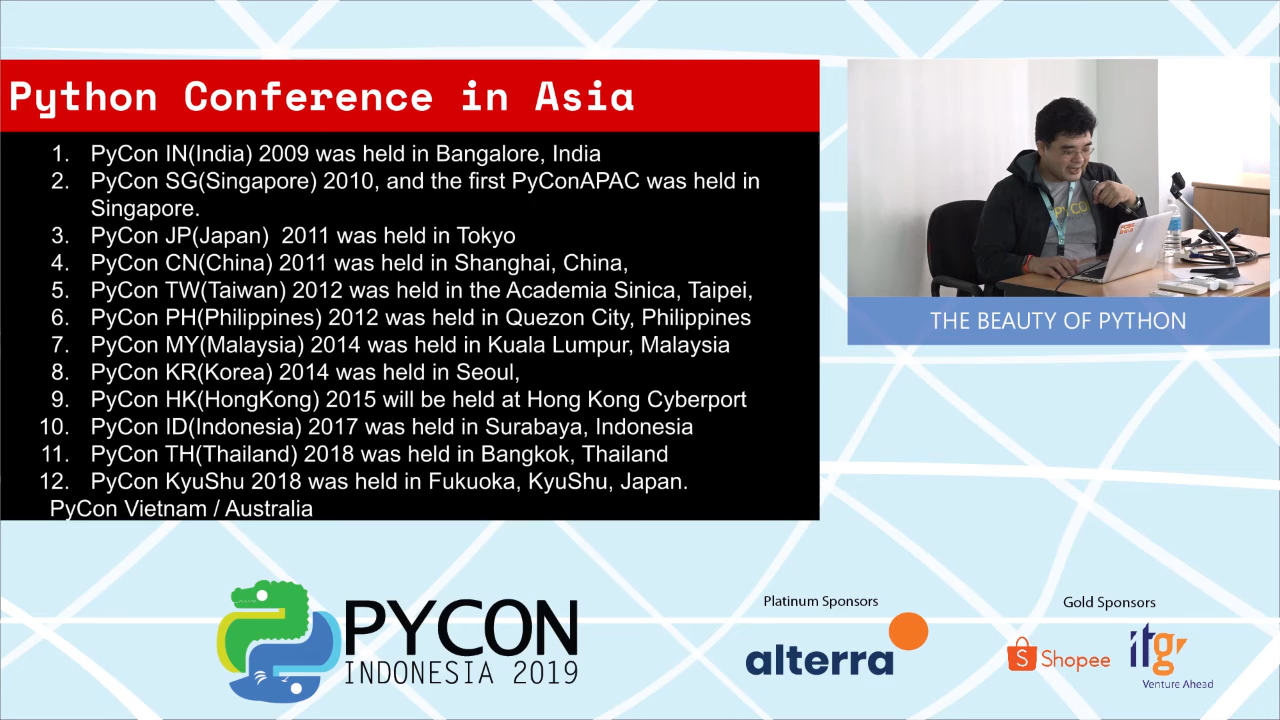 Python Conference in Asia
1. PyCon IN(India) 2009 was held in Bangalore, India
2. PyCon SG(Singapore) 2010, and the first PyConAPAC was held in
Singapore.
3. PyCon JP(Japan)  2011 was held in Tokyo
4. PyCon CN(China) 2011 was held in Shanghai, China,
5. PyCon TW(Taiwan) 2012 was held in the Academia Sinica, Taipei,
6. PyCon PH(Philippines) 2012 was held in Quezon City, Philippines
7. PyCon MY(Malaysia) 2014 was held in Kuala Lumpur, Malaysia
8. PyCon KR(Korea) 2014 was held in Seoul,
9. PyCon HK(HongKong) 2015 will be held at Hong Kong Cyberport
10. PyCon ID(Indonesia) 2017 was held in Surabaya, Indonesia
11. PyCon TH(Thailand) 2018 was held in Bangkok, Thailand
12. PyCon KyuShu 2018 was held in Fukuoka, KyuShu, Japan.
PyCon Vietnam / Australia
PYCON
THE BEAUTY OF PYTHON
PYCON
INDONESIA 2019
Platinum Sponsors
alterra
Gold Sponsors
Shopee
itg
Venture Ahead